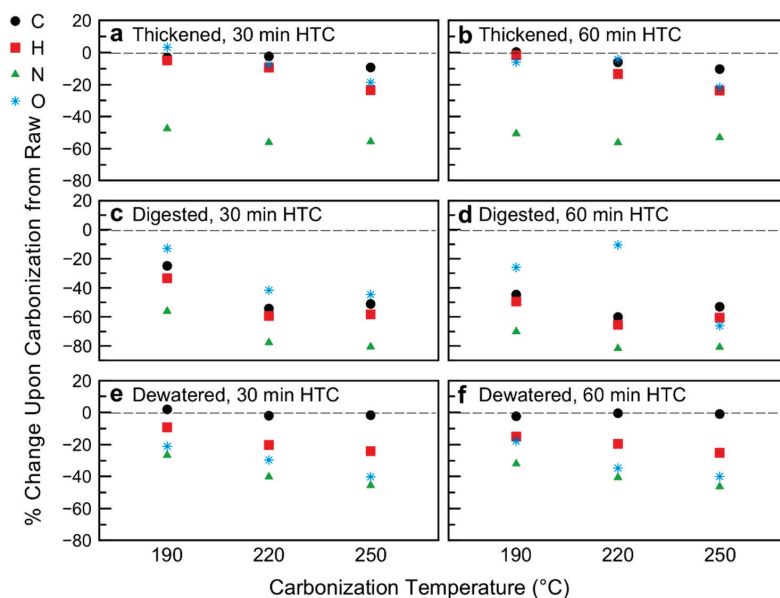 C
H
N
O
% Change Upon Carbonization from Raw
a Thickened, 30 min HTC
b Thickened, 60 min HTC
20
0
−20
−40
−60
−80
c Digested, 30 min HTC
d Digested, 60 min HTC
20
0
−20
−40
−60
−80
e Dewatered, 30 min HTC
f Dewatered, 60 min HTC
20
0
−20
−40
−60
−80
190 220 250 190 220 250
Carbonization Temperature (°C)